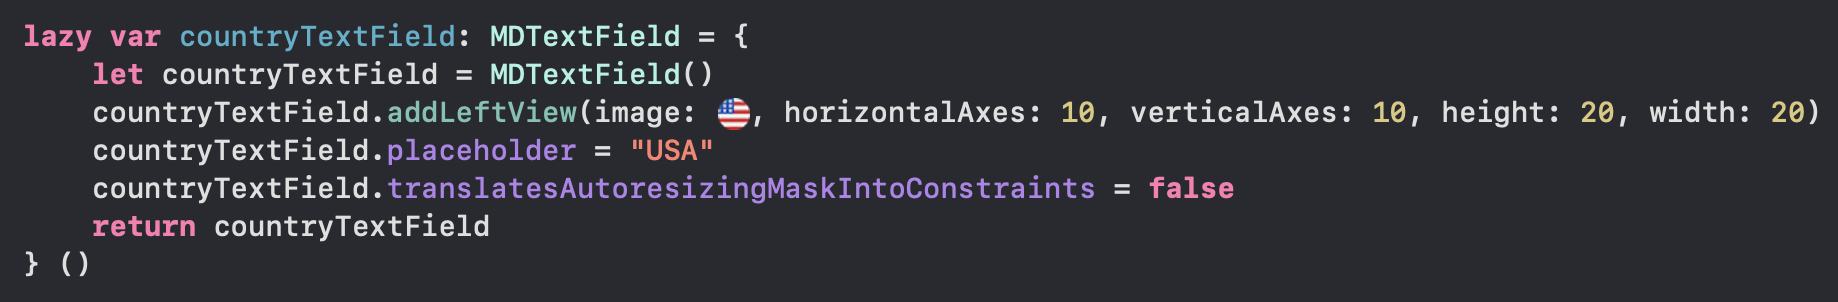 lazy var countryTextField: MDTextField = {
    let countryTextField = MDTextField()
    countryTextField.addLeftView(image: 🇺🇸, horizontalAxes: 10, verticalAxes: 10, height: 20, width: 20)
    countryTextField.placeholder = "USA"
    countryTextField.translatesAutoresizingMaskIntoConstraints = false
    return countryTextField
} ()